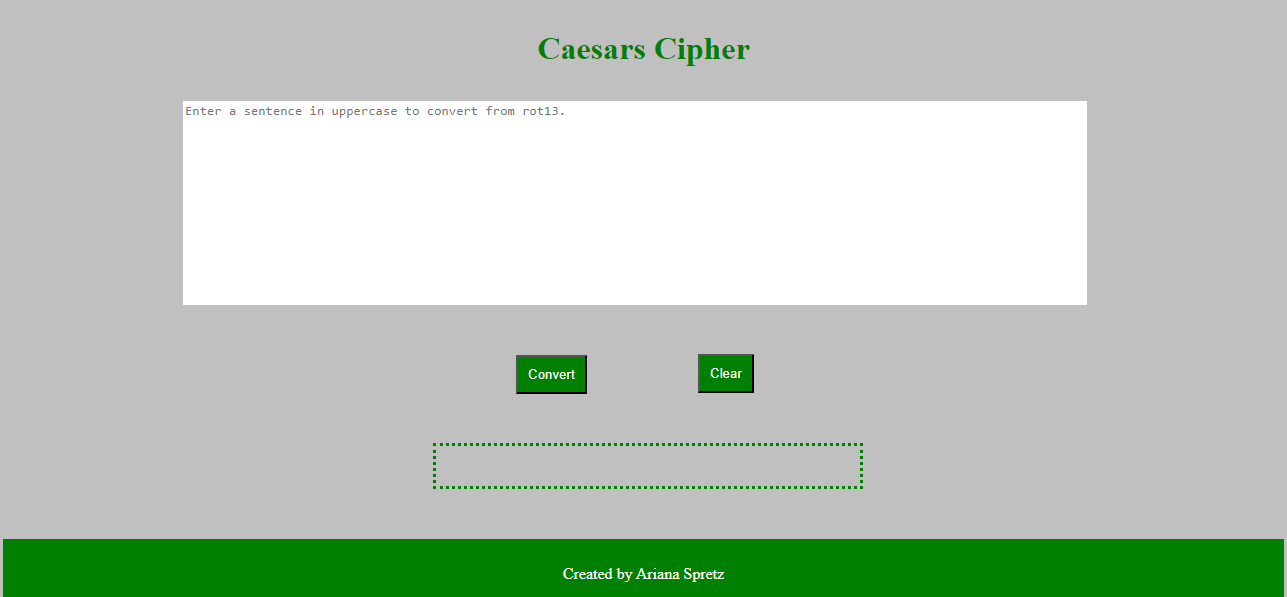 Caesars Cipher
Enter a sentence in uppercase to convert from rot13.
Convert
Clear
Created by Ariana Spretz